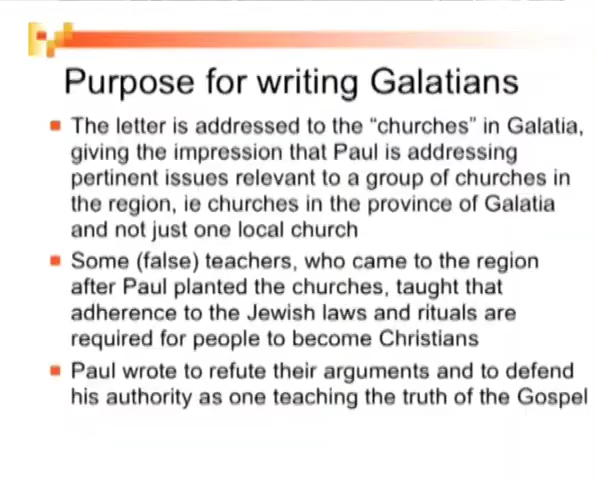 Purpose for writing Galatians
The letter is addressed to the “churches” in Galatia,
giving the impression that Paul is addressing
pertinent issues relevant to a group of churches in
the region, ie churches in the province of Galatia
and not just one local church
Some (false) teachers, who came to the region
after Paul planted the churches, taught that
adherence to the Jewish laws and rituals are
required for people to become Christians
Paul wrote to refute their arguments and to defend
his authority as one teaching the truth of the Gospel